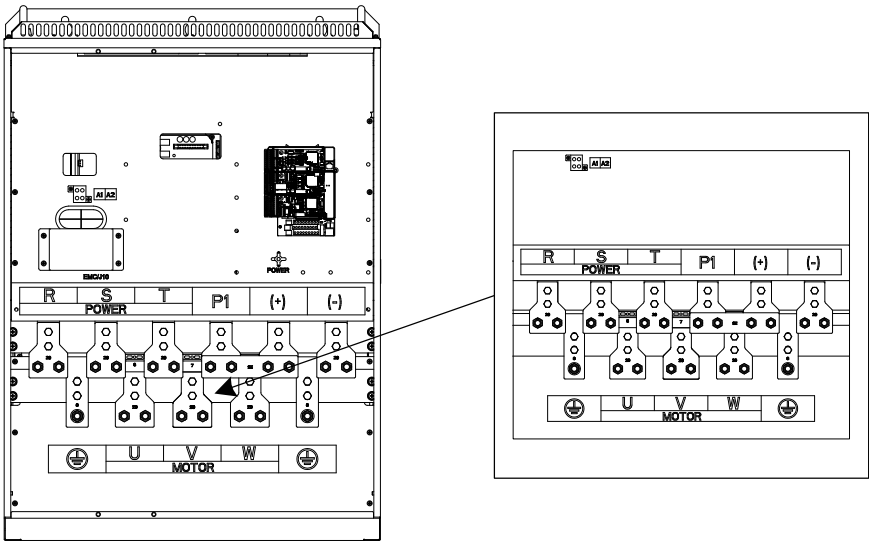 A1 A2
EMC/J10
POWER
R S T P1 (+) (-)
POWER
U V W
MOTOR
A1 A2
R S T P1 (+) (-)
POWER
U V W
MOTOR